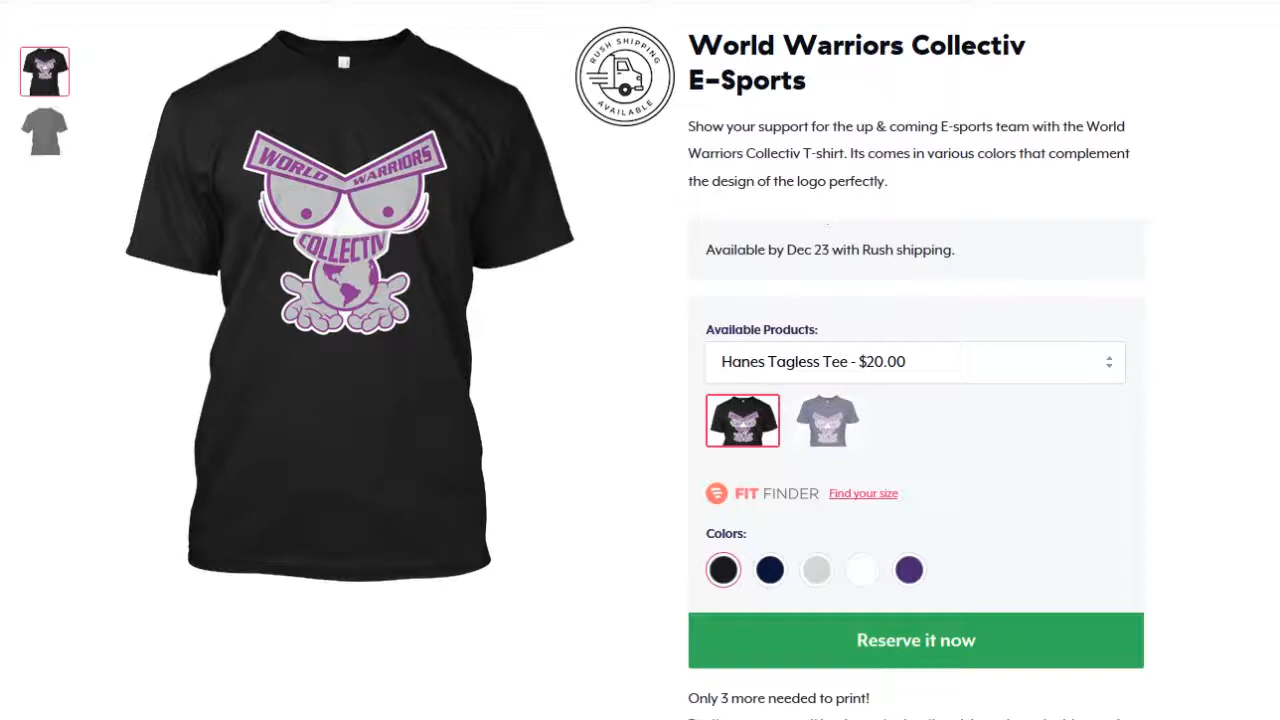 RUSH SHIPPING
AVAILABLE
WORLD WARRIORS
COLLECTIV
World Warriors Collectiv
E-Sports
Show your support for the up & coming E-sports team with the World
Warriors Collectiv T-shirt. Its comes in various colors that complement
the design of the logo perfectly.
Available by Dec 23 with Rush shipping.
Available Products:
Hanes Tagless Tee - $20.00
FIT FINDER Find your size
Colors:
Reserve it now
Only 3 more needed to print!